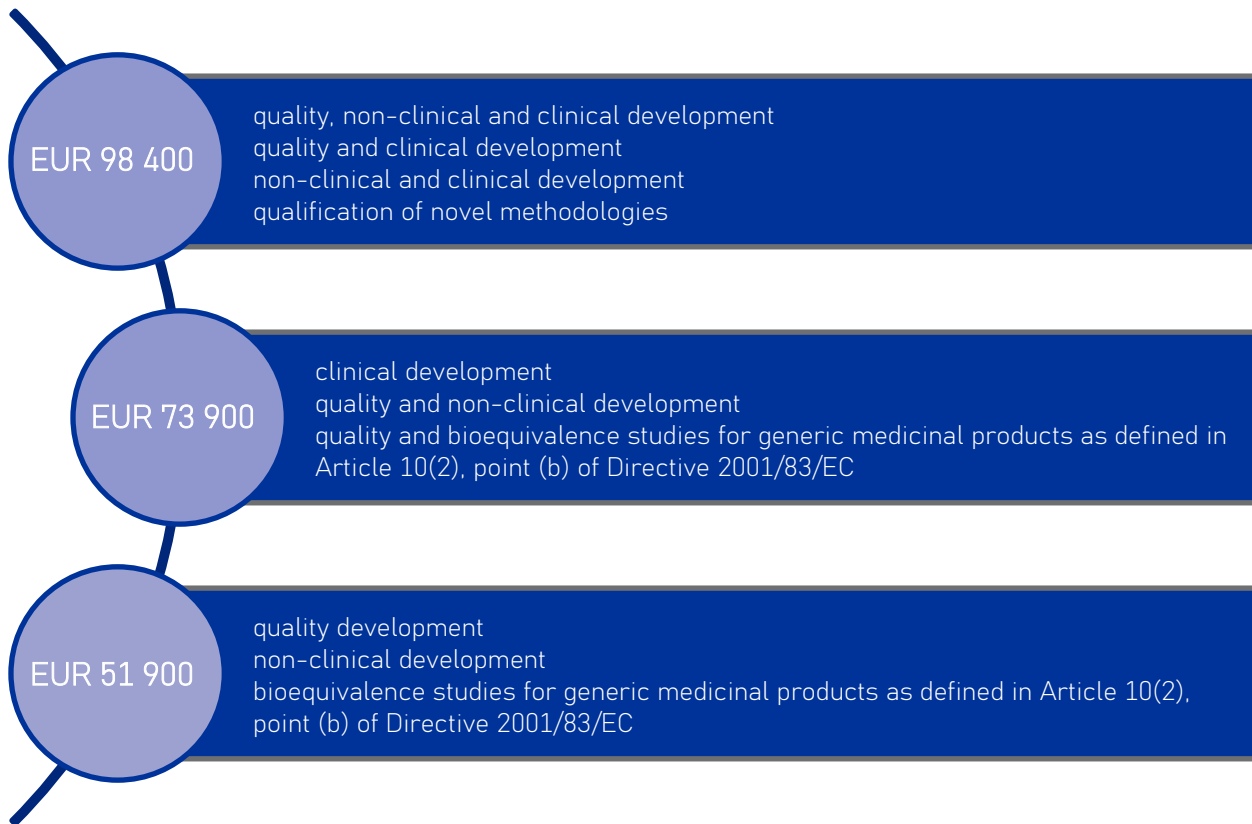 EUR 98 400
quality, non-clinical and clinical development
quality and clinical development
non-clinical and clinical development
qualification of novel methodologies
EUR 73 900
clinical development
quality and non-clinical development
quality and bioequivalence studies for generic medicinal products as defined in
Article 10(2), point (b) of Directive 2001/83/EC
EUR 51 900
quality development
non-clinical development
bioequivalence studies for generic medicinal products as defined in Article 10(2),
point (b) of Directive 2001/83/EC